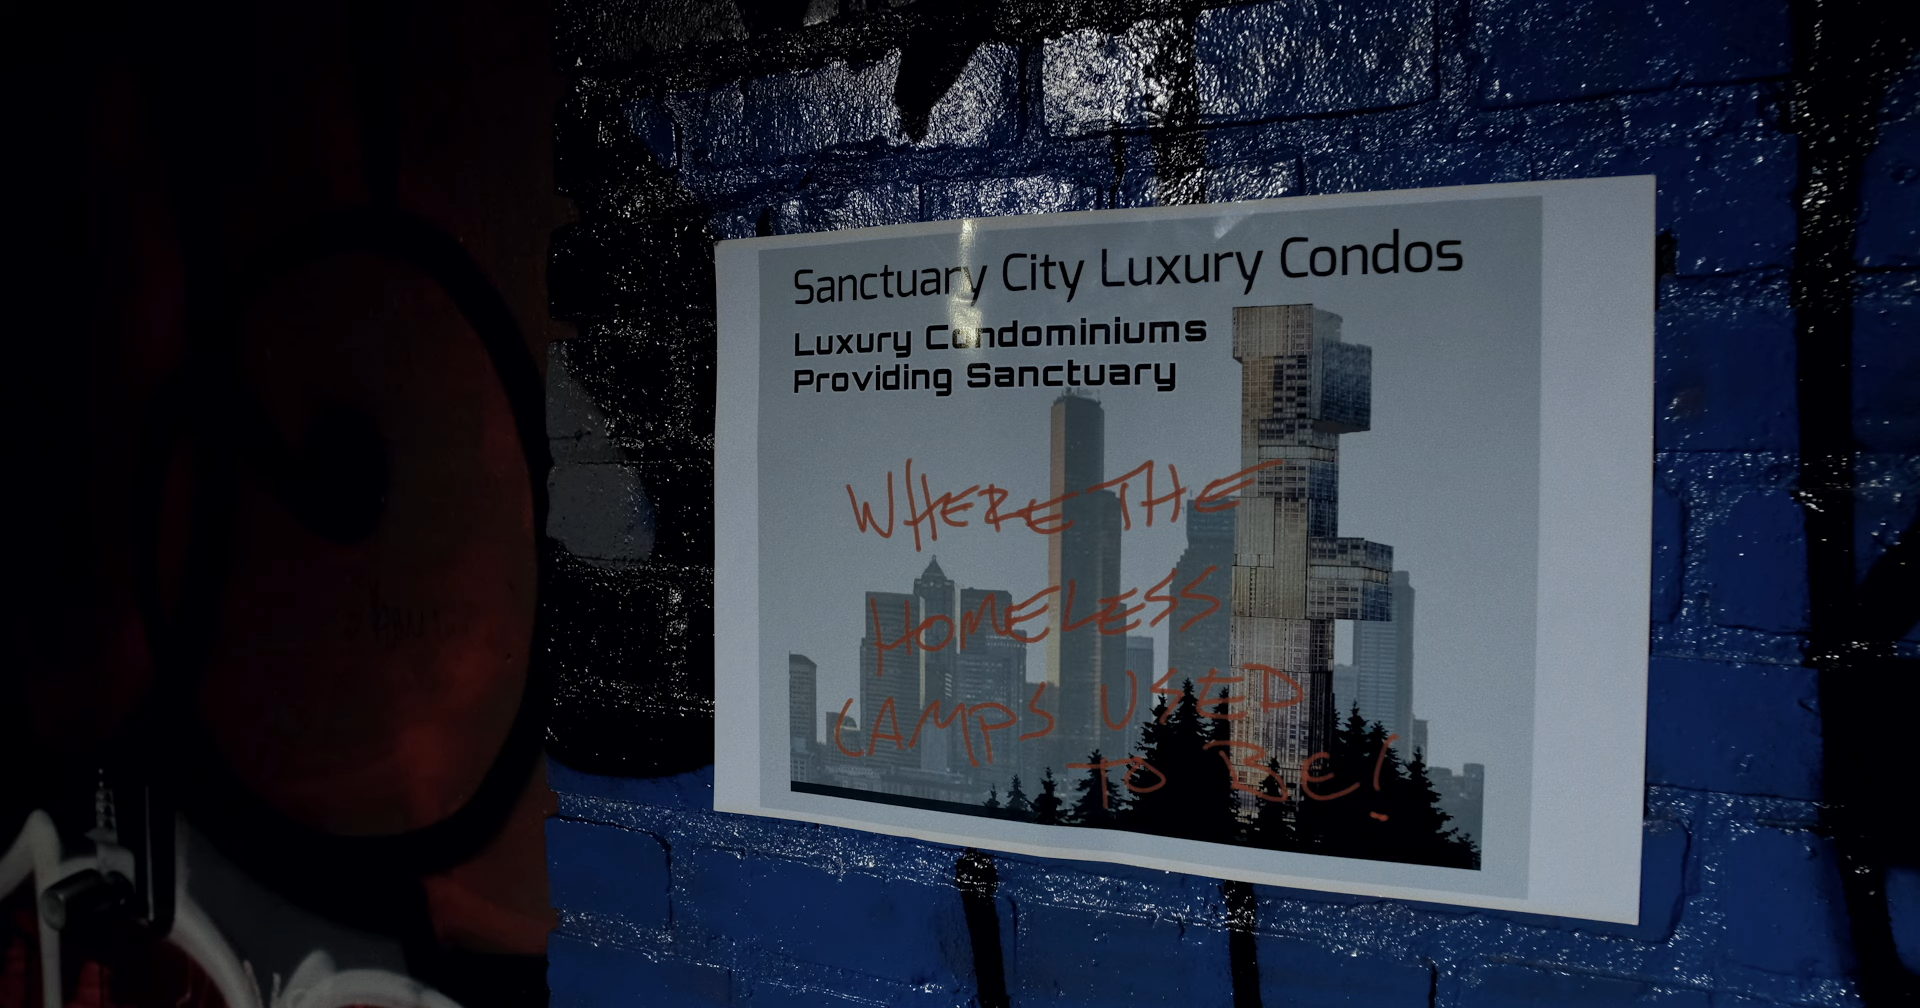 Sanctuary City Luxury Condos
Luxury Condominiums
Providing Sanctuary
WHERE THE
HOMELESS
CAMPS USED
TO BE!